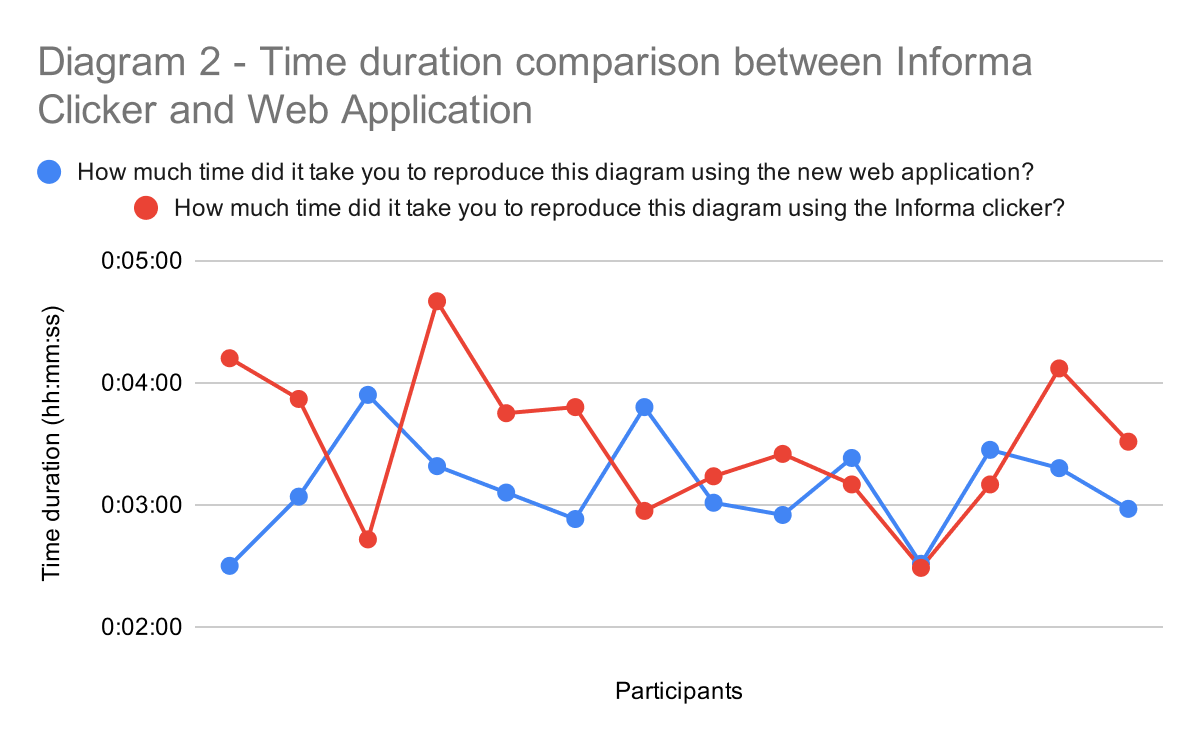 Diagram 2 - Time duration comparison between Informa
Clicker and Web Application
How much time did it take you to reproduce this diagram using the new web application?
How much time did it take you to reproduce this diagram using the Informa clicker?
Time duration (hh:mm:ss)
0:05:00
0:04:00
0:03:00
0:02:00
Participants